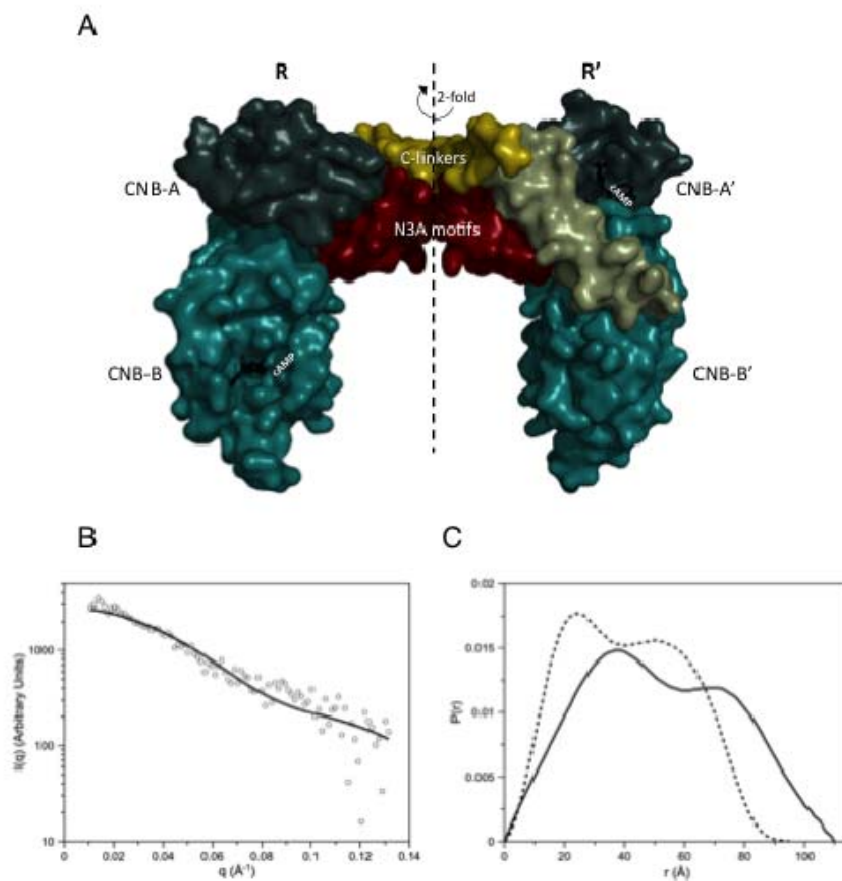 A
R
R'
2-fold
C-linkers
CNB-A
cAMP
CNB-A'
N3A motifs
CNB-B
cAMP
CNB-B'
B
C
I(q) (Arbitrary Units)
1000
100
10
0
0.02
0.04
0.06
0.08
0.1
0.12
0.14
q (Å⁻¹)
P(r)
0.02
0.015
0.01
0.005
0
0
20
40
60
80
100
r (Å)